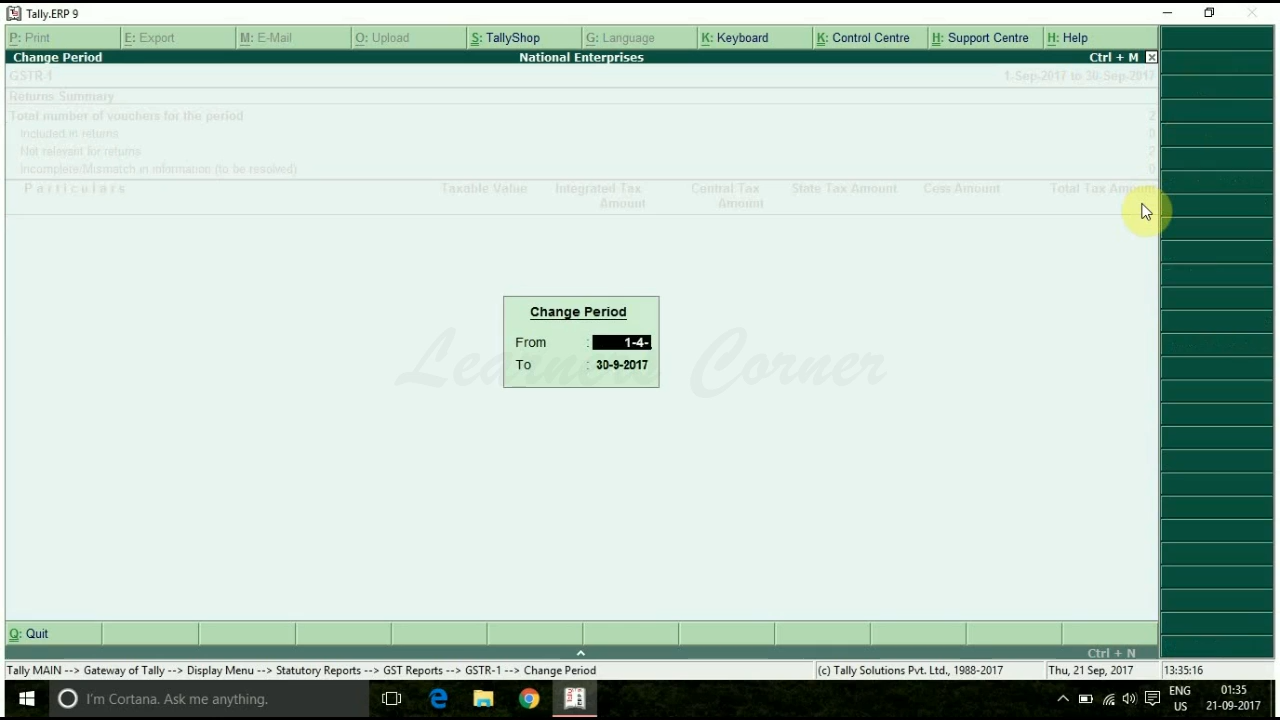 Tally.ERP 9
P: Print E: Export M: E-Mail O: Upload S: TallyShop G: Language K: Keyboard K: Control Centre H: Support Centre H: Help
Change Period National Enterprises Ctrl + M
GSTR-1 1-Sep-2017 to 30-Sep-2017
Returns Summary
Total number of vouchers for the period 2
Included in returns 0
Not relevant for returns 2
Incomplete/Mismatch in information (to be resolved) 0
Particulars Taxable Value Integrated Tax Central Tax State Tax Amount Cess Amount Total Tax Amount
Amount Amount
Change Period
From : 1-4-
To : 30-9-2017
Learners Corner
Q: Quit
Ctrl + N
Tally MAIN --> Gateway of Tally --> Display Menu --> Statutory Reports --> GST Reports --> GSTR-1 --> Change Period (c) Tally Solutions Pvt. Ltd., 1988-2017 Thu, 21 Sep, 2017 13:35:16
I'm Cortana. Ask me anything. ENG 01:35
US 21-09-2017